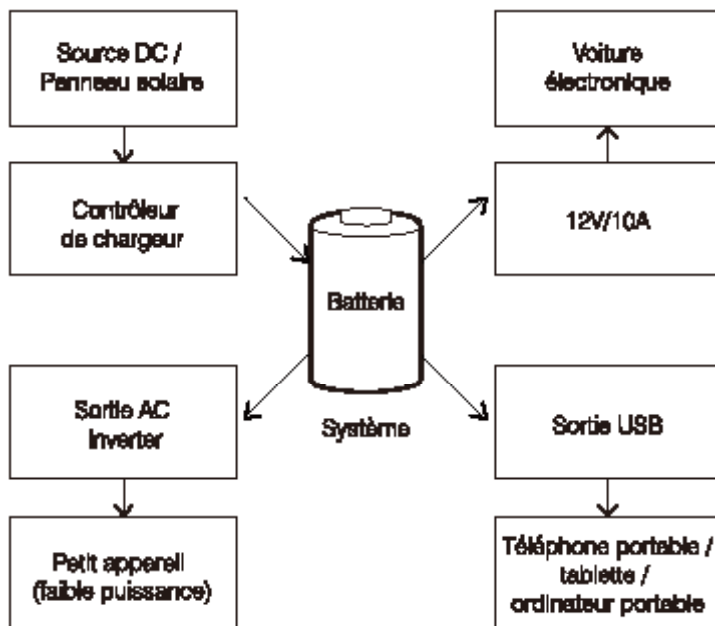 Source DC /
Panneau solaire
Voiture
électronique
Contrôleur
de chargeur
12V/10A
Batterie
Système
Sortie AC
Inverter
Sortie USB
Petit appareil
(faible puissance)
Téléphone portable /
tablette /
ordinateur portable